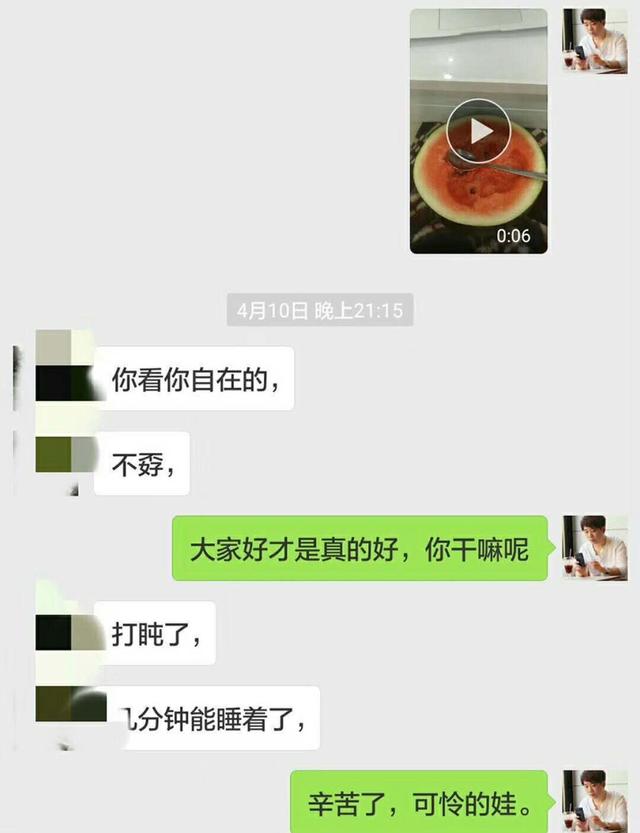 0:06
4月10日 晚上21:15
你看你自在的，
不孬，
大家好才是真的好，你干嘛呢
打盹了，
几分钟能睡着了，
辛苦了，可怜的娃。